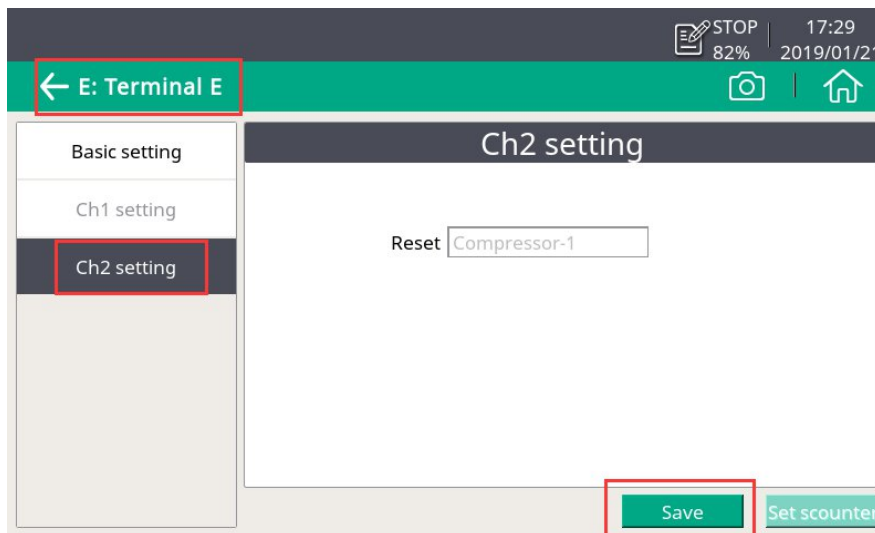 STOP 17:29
82% 2019/01/21
E: Terminal E
Basic setting
Ch1 setting
Ch2 setting
Ch2 setting
Reset Compressor-1
Save
Set scounter